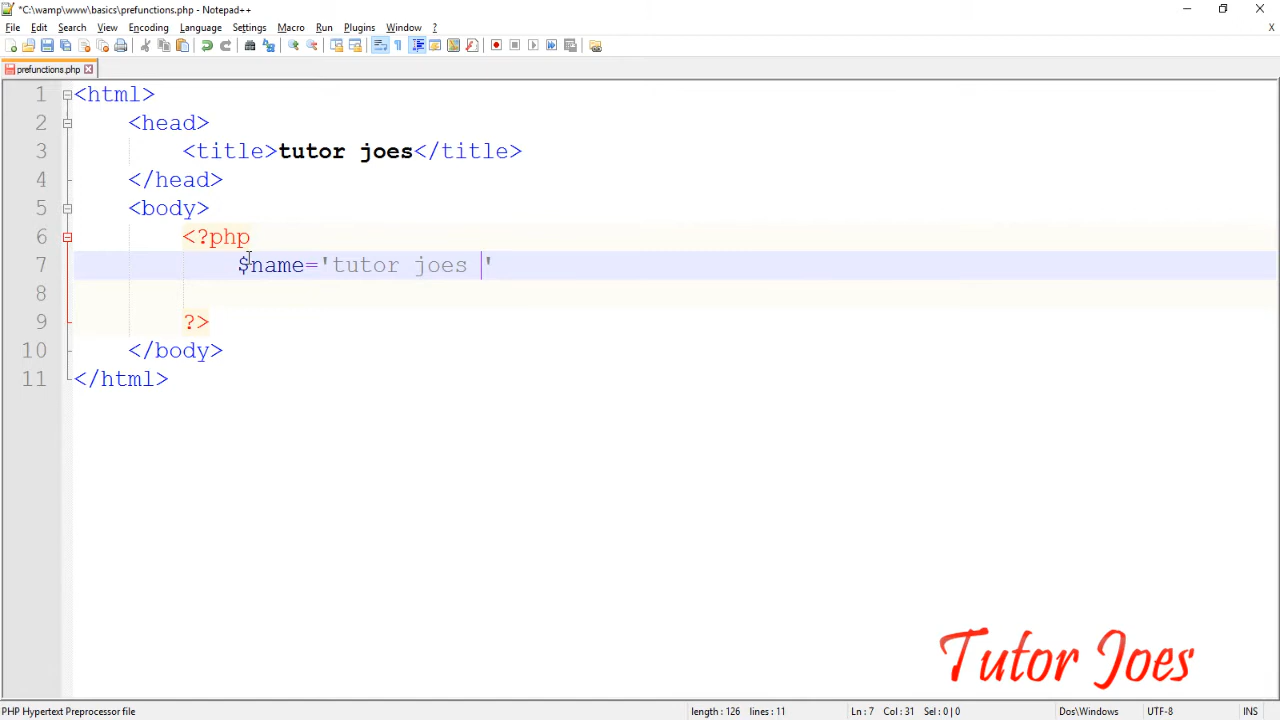 *C:\wamp\www\basics\prefunctions.php - Notepad++
File Edit Search View Encoding Language Settings Macro Run Plugins Window ? X
prefunctions.php
1 <html>
2 <head>
3 <title>tutor joes</title>
4 </head>
5 <body>
6 <?php
7 $name='tutor joes '
8
9 ?>
10 </body>
11 </html>
Tutor Joes
PHP Hypertext Preprocessor file length : 126 lines : 11 Ln : 7 Col : 31 Sel : 0 | 0 Dos\Windows UTF-8 INS